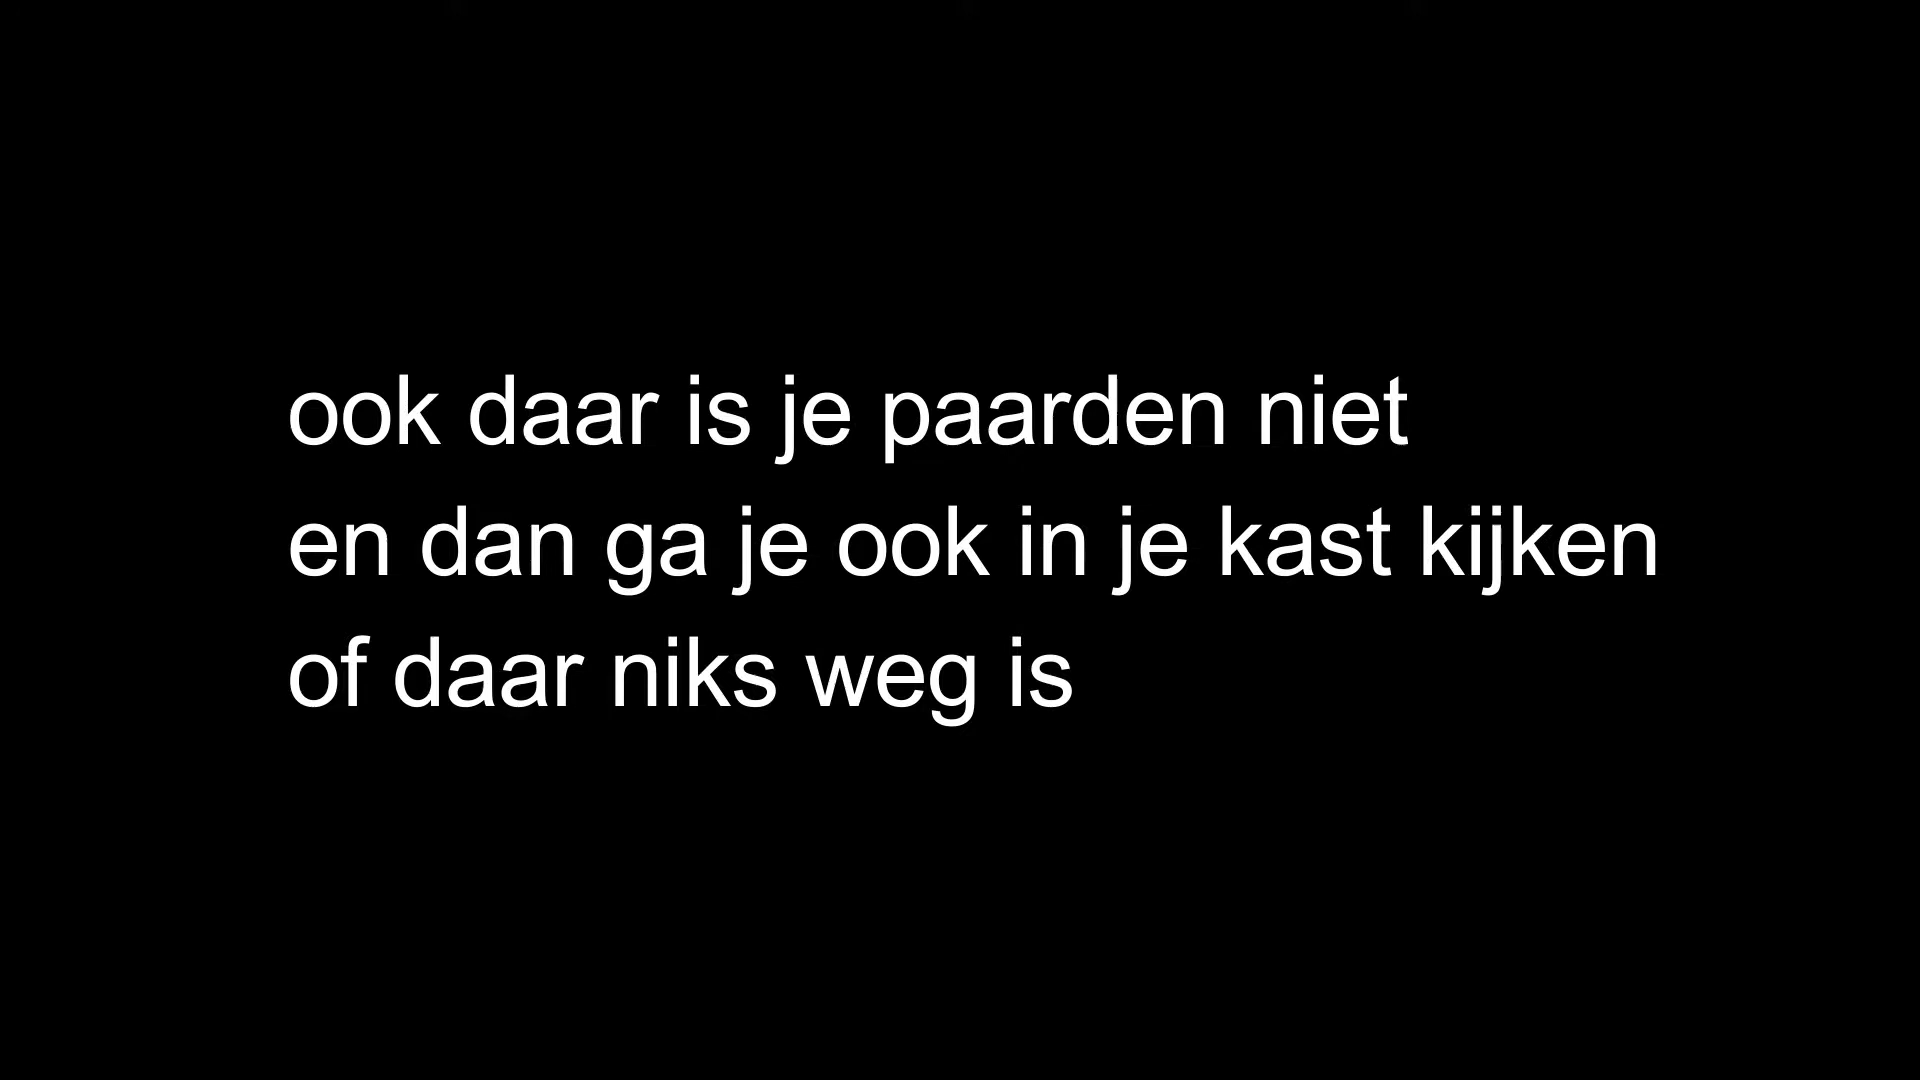 ook daar is je paarden niet
en dan ga je ook in je kast kijken
of daar niks weg is